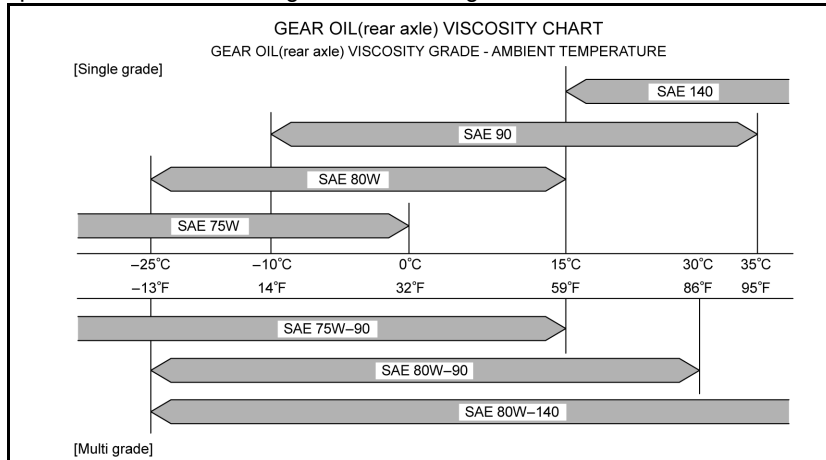 GEAR OIL(rear axle) VISCOSITY CHART
GEAR OIL(rear axle) VISCOSITY GRADE - AMBIENT TEMPERATURE
[Single grade]
SAE 140
SAE 90
SAE 80W
SAE 75W
–25°C –10°C 0°C 15°C 30°C 35°C
–13°F 14°F 32°F 59°F 86°F 95°F
SAE 75W–90
SAE 80W–90
SAE 80W–140
[Multi grade]